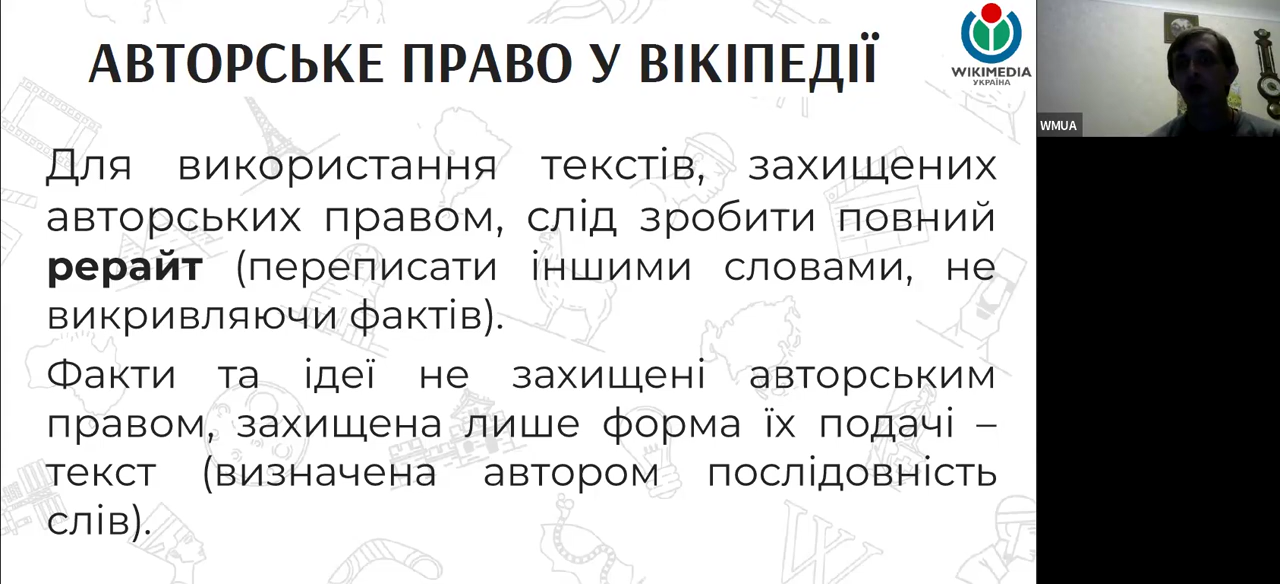 АВТОРСЬКЕ ПРАВО У ВІКІПЕДІЇ
WIKIMEDIA
УКРАЇНА
WMUA
Для використання текстів, захищених
авторських правом, слід зробити повний
рерайт (переписати іншими словами, не
викривляючи фактів).
Факти та ідеї не захищені авторським
правом, захищена лише форма їх подачі –
текст (визначена автором послідовність
слів).